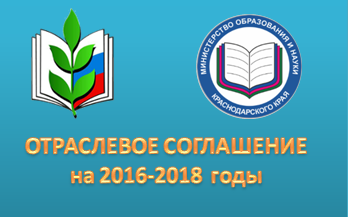 МИНИСТЕРСТВО ОБРАЗОВАНИЯ И НАУКИ
КРАСНОДАРСКОГО КРАЯ
ОТРАСЛЕВОЕ СОГЛАШЕНИЕ
на 2016-2018 годы